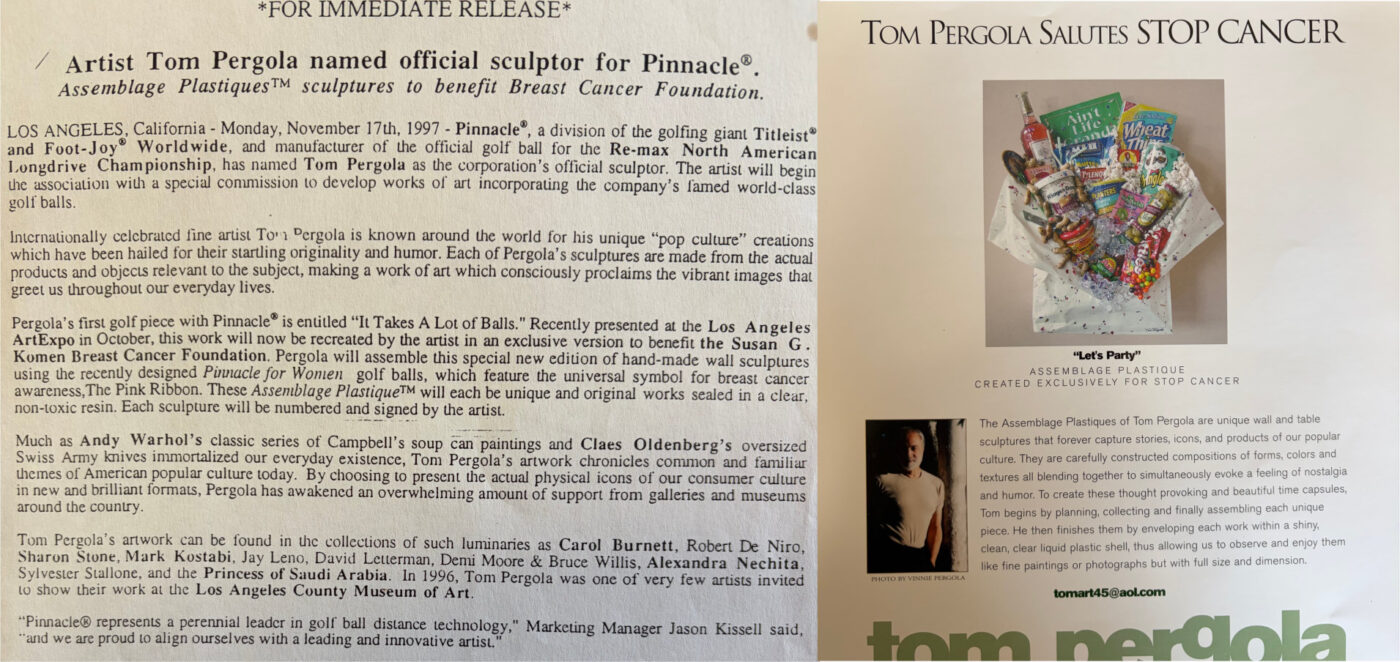 *FOR IMMEDIATE RELEASE*
Artist Tom Pergola named official sculptor for Pinnacle®.
Assemblage Plastiques™ sculptures to benefit Breast Cancer Foundation.
LOS ANGELES, California - Monday, November 17th, 1997 - Pinnacle®, a division of the golfing giant Titleist®
and Foot-Joy® Worldwide, and manufacturer of the official golf ball for the Re-max North American
Longdrive Championship, has named Tom Pergola as the corporation's official sculptor. The artist will begin
the association with a special commission to develop works of art incorporating the company's famed world-class
golf balls.
Internationally celebrated fine artist Tom Pergola is known around the world for his unique "pop culture" creations
which have been hailed for their startling originality and humor. Each of Pergola's sculptures are made from the actual
products and objects relevant to the subject, making a work of art which consciously proclaims the vibrant images that
greet us throughout our everyday lives.
Pergola's first golf piece with Pinnacle® is entitled "It Takes A Lot of Balls." Recently presented at the Los Angeles
ArtExpo in October, this work will now be recreated by the artist in an exclusive version to benefit the Susan G.
Komen Breast Cancer Foundation. Pergola will assemble this special new edition of hand-made wall sculptures
using the recently designed Pinnacle for Women golf balls, which feature the universal symbol for breast cancer
awareness,The Pink Ribbon. These Assemblage Plastique™ will each be unique and original works sealed in a clear,
non-toxic resin. Each sculpture will be numbered and signed by the artist.
Much as Andy Warhol's classic series of Campbell's soup can paintings and Claes Oldenberg's oversized
Swiss Army knives immortalized our everyday existence, Tom Pergola's artwork chronicles common and familiar
themes of American popular culture today. By choosing to present the actual physical icons of our consumer culture
in new and brilliant formats, Pergola has awakened an overwhelming amount of support from galleries and museums
around the country.
Tom Pergola's artwork can be found in the collections of such luminaries as Carol Burnett, Robert De Niro,
Sharon Stone, Mark Kostabi, Jay Leno, David Letterman, Demi Moore & Bruce Willis, Alexandra Nechita,
Sylvester Stallone, and the Princess of Saudi Arabia. In 1996, Tom Pergola was one of very few artists invited
to show their work at the Los Angeles County Museum of Art.
"Pinnacle® represents a perennial leader in golf ball distance technology," Marketing Manager Jason Kissell said,
"and we are proud to align ourselves with a leading and innovative artist."
TOM PERGOLA SALUTES STOP CANCER
Ain't
Life
Wheat
"Let's Party"
ASSEMBLAGE PLASTIQUE
CREATED EXCLUSIVELY FOR STOP CANCER
The Assemblage Plastiques of Tom Pergola are unique wall and table
sculptures that forever capture stories, icons, and products of our popular
culture. They are carefully constructed compositions of forms, colors and
textures all blending together to simultaneously evoke a feeling of nostalgia
and humor. To create these thought provoking and beautiful time capsules,
Tom begins by planning, collecting and finally assembling each unique
piece. He then finishes them by enveloping each work within a shiny,
clean, clear liquid plastic shell, thus allowing us to observe and enjoy them
like fine paintings or photographs but with full size and dimension.
PHOTO BY VINNIE PERGOLA
tomart45@aol.com
tom pergola